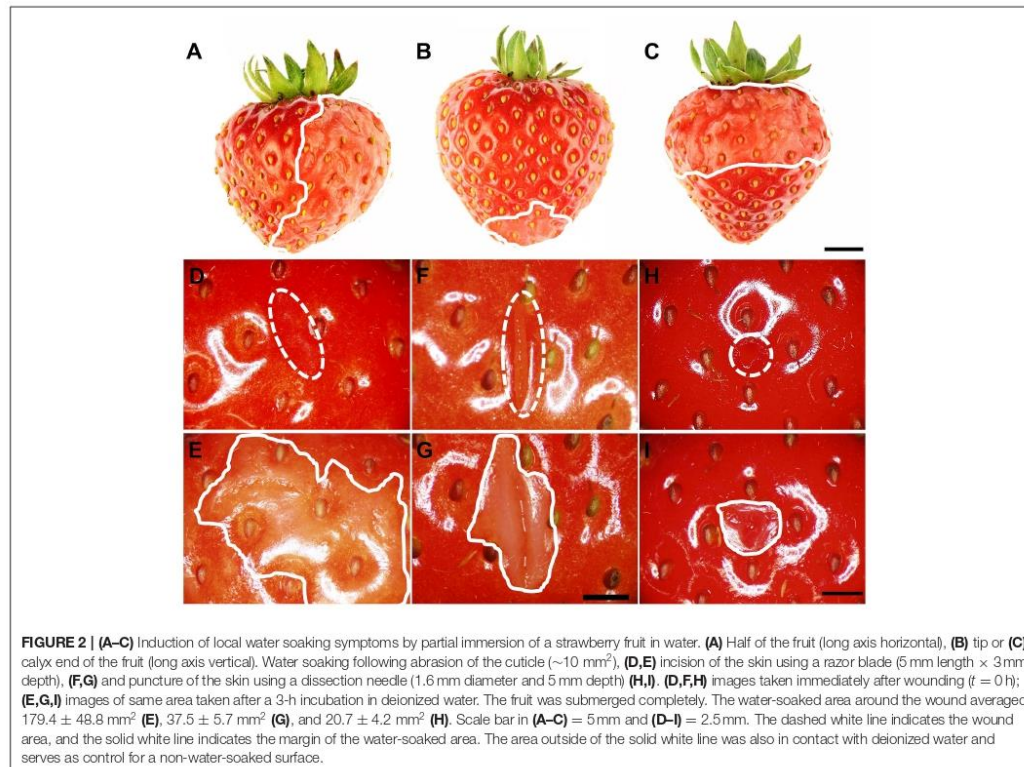 A
B
C
D
F
H
E
G
I
FIGURE 2 | (A–C) Induction of local water soaking symptoms by partial immersion of a strawberry fruit in water. (A) Half of the fruit (long axis horizontal), (B) tip or (C)
calyx end of the fruit (long axis vertical). Water soaking following abrasion of the cuticle (~10 mm²), (D,E) incision of the skin using a razor blade (5 mm length × 3 mm
depth), (F,G) and puncture of the skin using a dissection needle (1.6 mm diameter and 5 mm depth) (H,I). (D,F,H) images taken immediately after wounding (t = 0 h);
(E,G,I) images of same area taken after a 3-h incubation in deionized water. The fruit was submerged completely. The water-soaked area around the wound averaged
179.4 ± 48.8 mm² (E), 37.5 ± 5.7 mm² (G), and 20.7 ± 4.2 mm² (H). Scale bar in (A–C) = 5 mm and (D–I) = 2.5 mm. The dashed white line indicates the wound
area, and the solid white line indicates the margin of the water-soaked area. The area outside of the solid white line was also in contact with deionized water and
serves as control for a non-water-soaked surface.